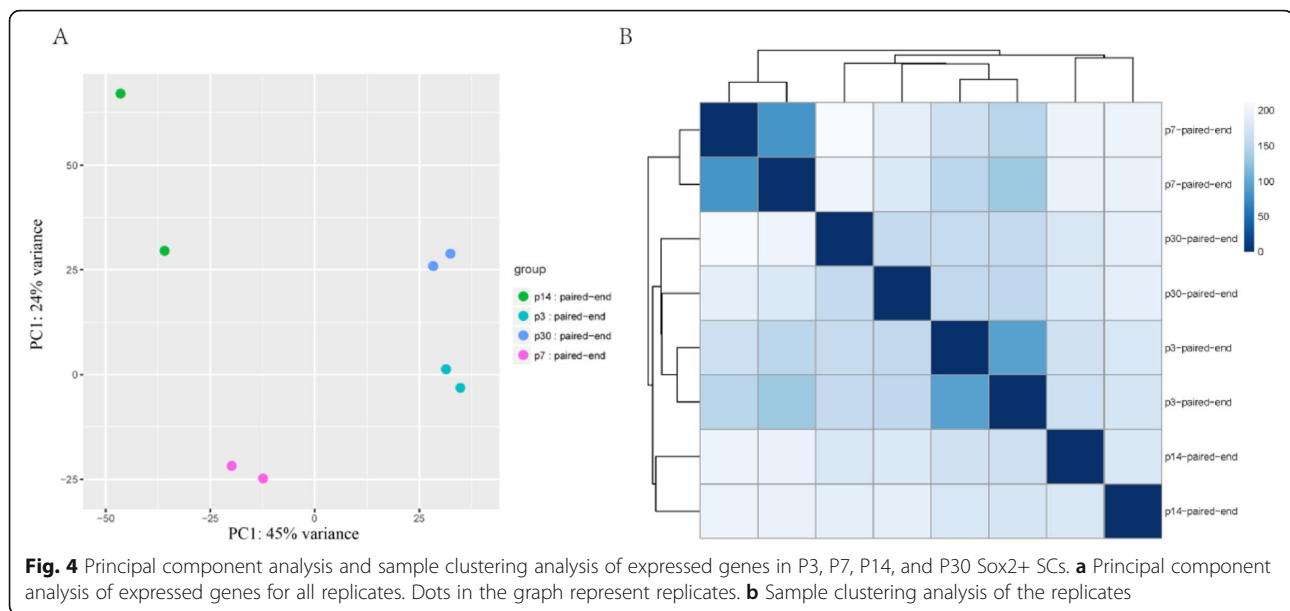 A
PC1: 24% variance
50
25
0
−25
−50
−25
0
25
PC1: 45% variance
group
p14 : paired−end
p3 : paired−end
p30 : paired−end
p7 : paired−end
B
200
150
100
50
0
p7−paired−end
p7−paired−end
p30−paired−end
p30−paired−end
p3−paired−end
p3−paired−end
p14−paired−end
p14−paired−end
Fig. 4 Principal component analysis and sample clustering analysis of expressed genes in P3, P7, P14, and P30 Sox2+ SCs. a Principal component
analysis of expressed genes for all replicates. Dots in the graph represent replicates. b Sample clustering analysis of the replicates